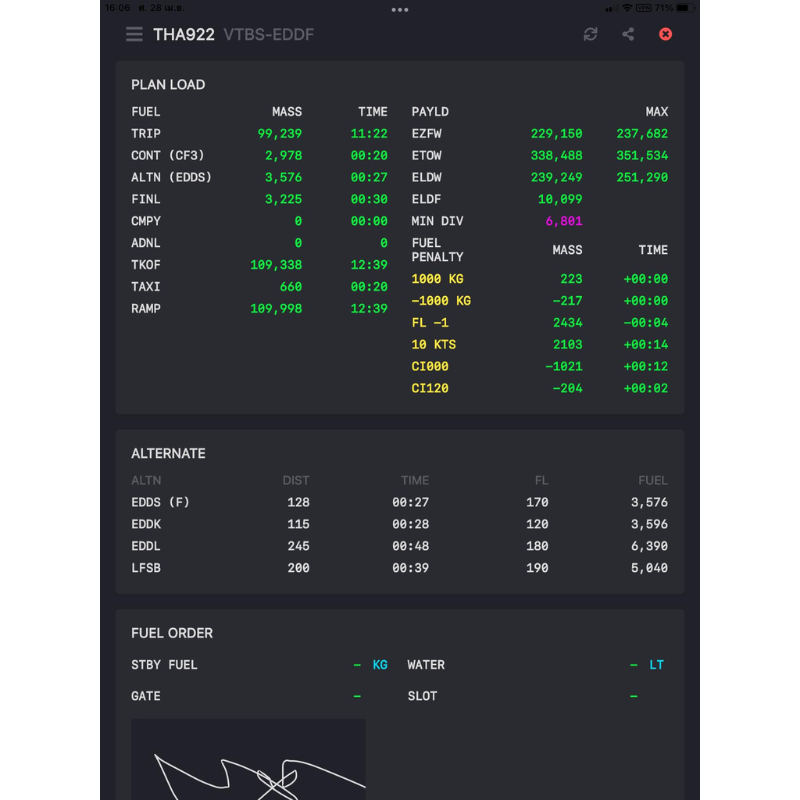 16:06 ศ. 28 เม.ย. 71%
THA922 VTBS-EDDF
PLAN LOAD
FUEL MASS TIME
TRIP 99,239 11:22
CONT (CF3) 2,978 00:20
ALTN (EDDS) 3,576 00:27
FINL 3,225 00:30
CMPY 0 00:00
ADNL 0 0
TKOF 109,338 12:39
TAXI 660 00:20
RAMP 109,998 12:39
PAYLD MAX
EZFW 229,150 237,682
ETOW 338,488 351,534
ELDW 239,249 251,290
ELDF 10,099
MIN DIV 6,801
FUEL PENALTY MASS TIME
1000 KG 223 +00:00
-1000 KG -217 +00:00
FL -1 2434 -00:04
10 KTS 2103 +00:14
CI000 -1021 +00:12
CI120 -204 +00:02
ALTERNATE
ALTN DIST TIME FL FUEL
EDDS (F) 128 00:27 170 3,576
EDDK 115 00:28 120 3,596
EDDL 245 00:48 180 6,390
LFSB 200 00:39 190 5,040
FUEL ORDER
STBY FUEL - KG WATER - LT
GATE - SLOT -